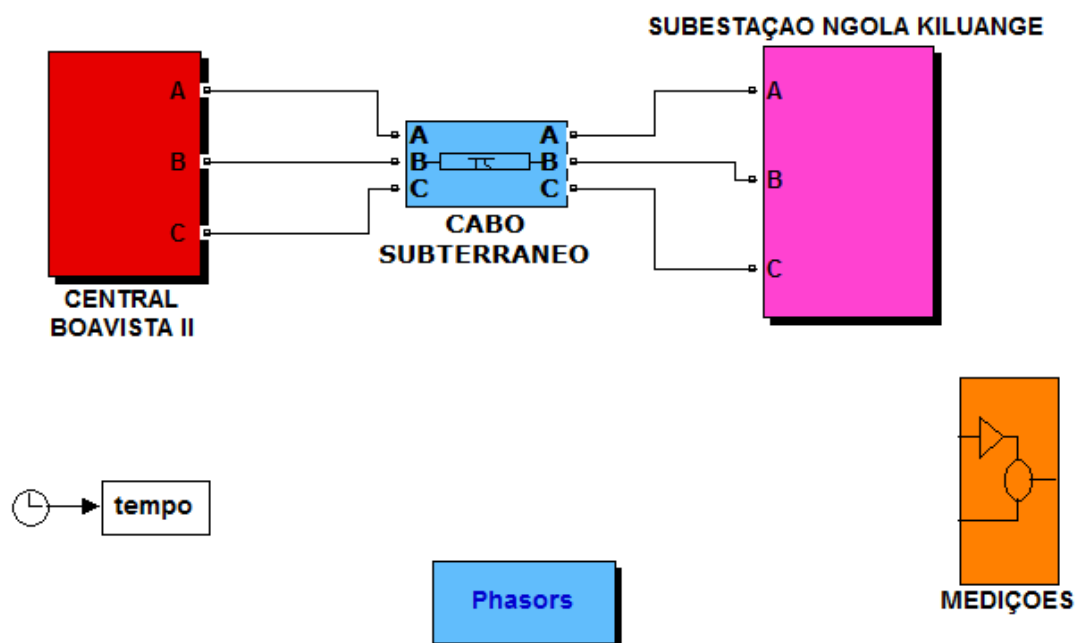 SUBESTAÇAO NGOLA KILUANGE
A
B
C
CENTRAL
BOAVISTA II
A
B
C
A
B
C
CABO
SUBTERRANEO
A
B
C
tempo
Phasors
MEDIÇOES